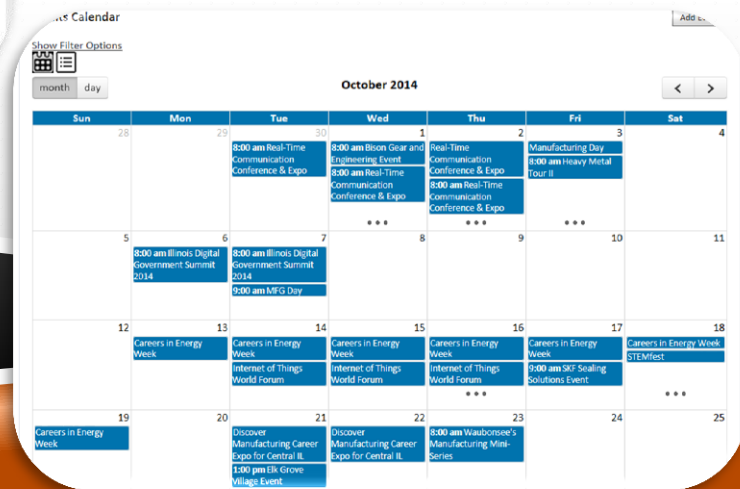 Calendar
Add
Show Filter Options
month day
October 2014
Sun Mon Tue Wed Thu Fri Sat
28 29 30 1 2 3 4
8:00 am Real-Time
Communication
Conference & Expo
8:00 am Bison Gear and
Engineering Event
8:00 am Real-Time
Communication
Conference & Expo
Real-Time
Communication
Conference & Expo
8:00 am Real-Time
Communication
Conference & Expo
Manufacturing Day
8:00 am Heavy Metal
Tour II
5 6 7 8 9 10 11
8:00 am Illinois Digital
Government Summit
2014
8:00 am Illinois Digital
Government Summit
2014
9:00 am MFG Day
12 13 14 15 16 17 18
Careers in Energy
Week
Careers in Energy
Week
Internet of Things
World Forum
Careers in Energy
Week
Internet of Things
World Forum
Careers in Energy
Week
Internet of Things
World Forum
Careers in Energy
Week
9:00 am SKF Sealing
Solutions Event
Careers in Energy Week
STEMfest
19 20 21 22 23 24 25
Careers in Energy
Week
Discover
Manufacturing Career
Expo for Central IL
1:00 pm Elk Grove
Village Event
Discover
Manufacturing Career
Expo for Central IL
8:00 am Waubonsee's
Manufacturing Mini-
Series